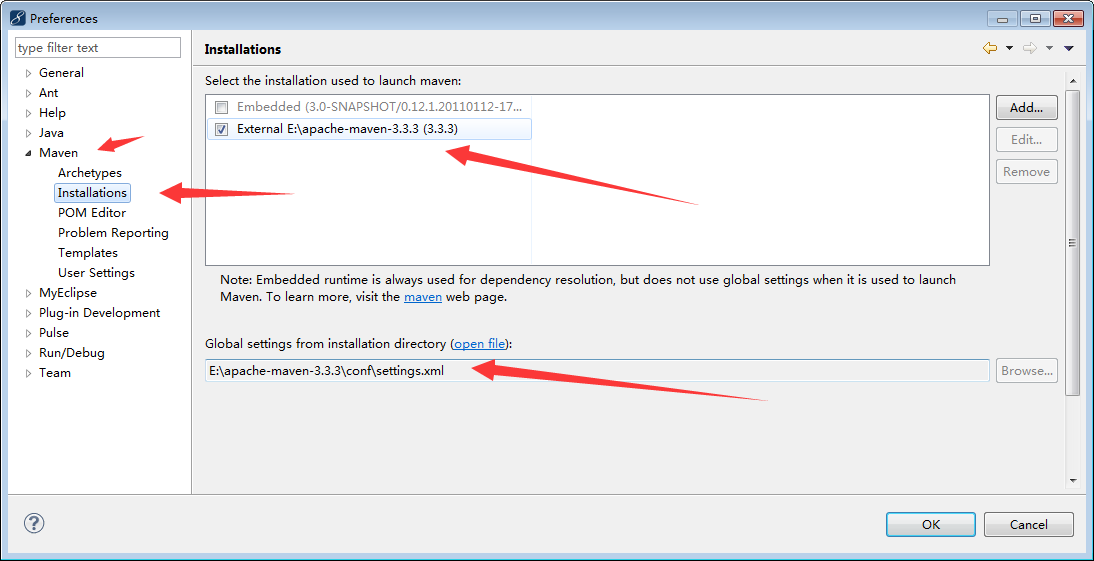 Preferences
type filter text
General
Ant
Help
Java
Maven
Archetypes
Installations
POM Editor
Problem Reporting
Templates
User Settings
MyEclipse
Plug-in Development
Pulse
Run/Debug
Team
Installations
Select the installation used to launch maven:
Embedded (3.0-SNAPSHOT/0.12.1.20110112-17...
External E:\apache-maven-3.3.3 (3.3.3)
Add...
Edit...
Remove
Note: Embedded runtime is always used for dependency resolution, but does not use global settings when it is used to launch
Maven. To learn more, visit the maven web page.
Global settings from installation directory (open file):
E:\apache-maven-3.3.3\conf\settings.xml
Browse...
OK
Cancel